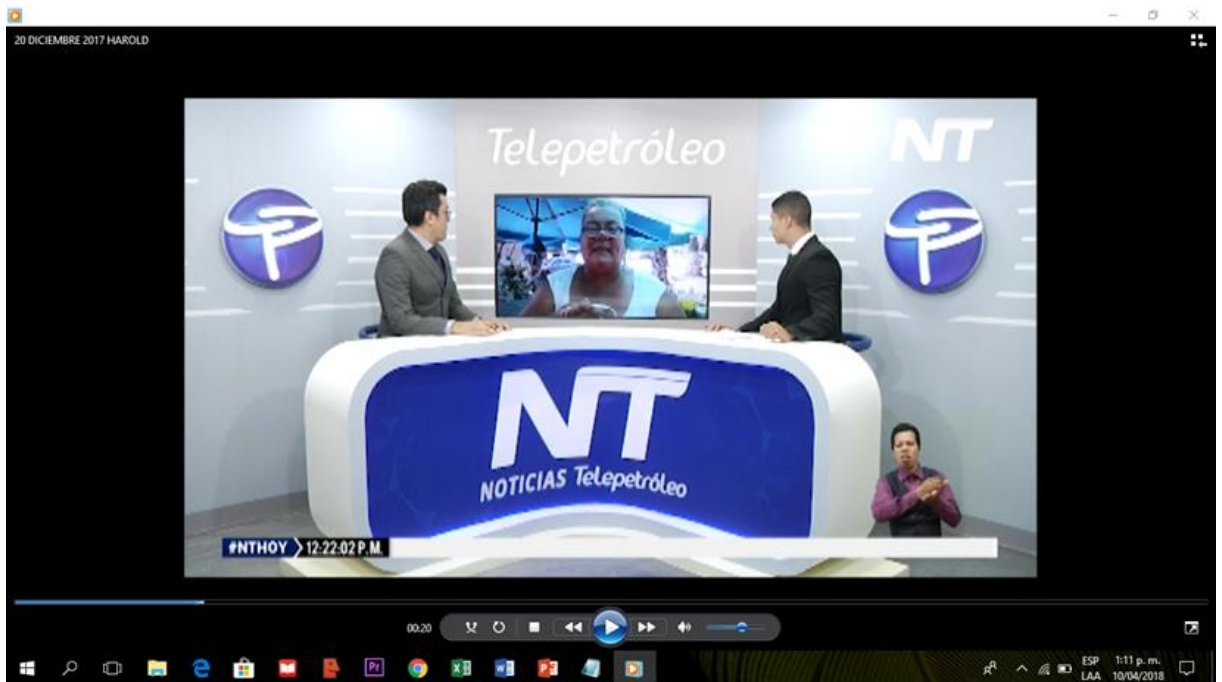 20 DICIEMBRE 2017 HAROLD
Telepetróleo
NT
NT
NOTICIAS Telepetróleo
#NTHOY 12:22:02 P.M.
00:20
Pr
ESP 1:11 p. m.
LAA 10/04/2018